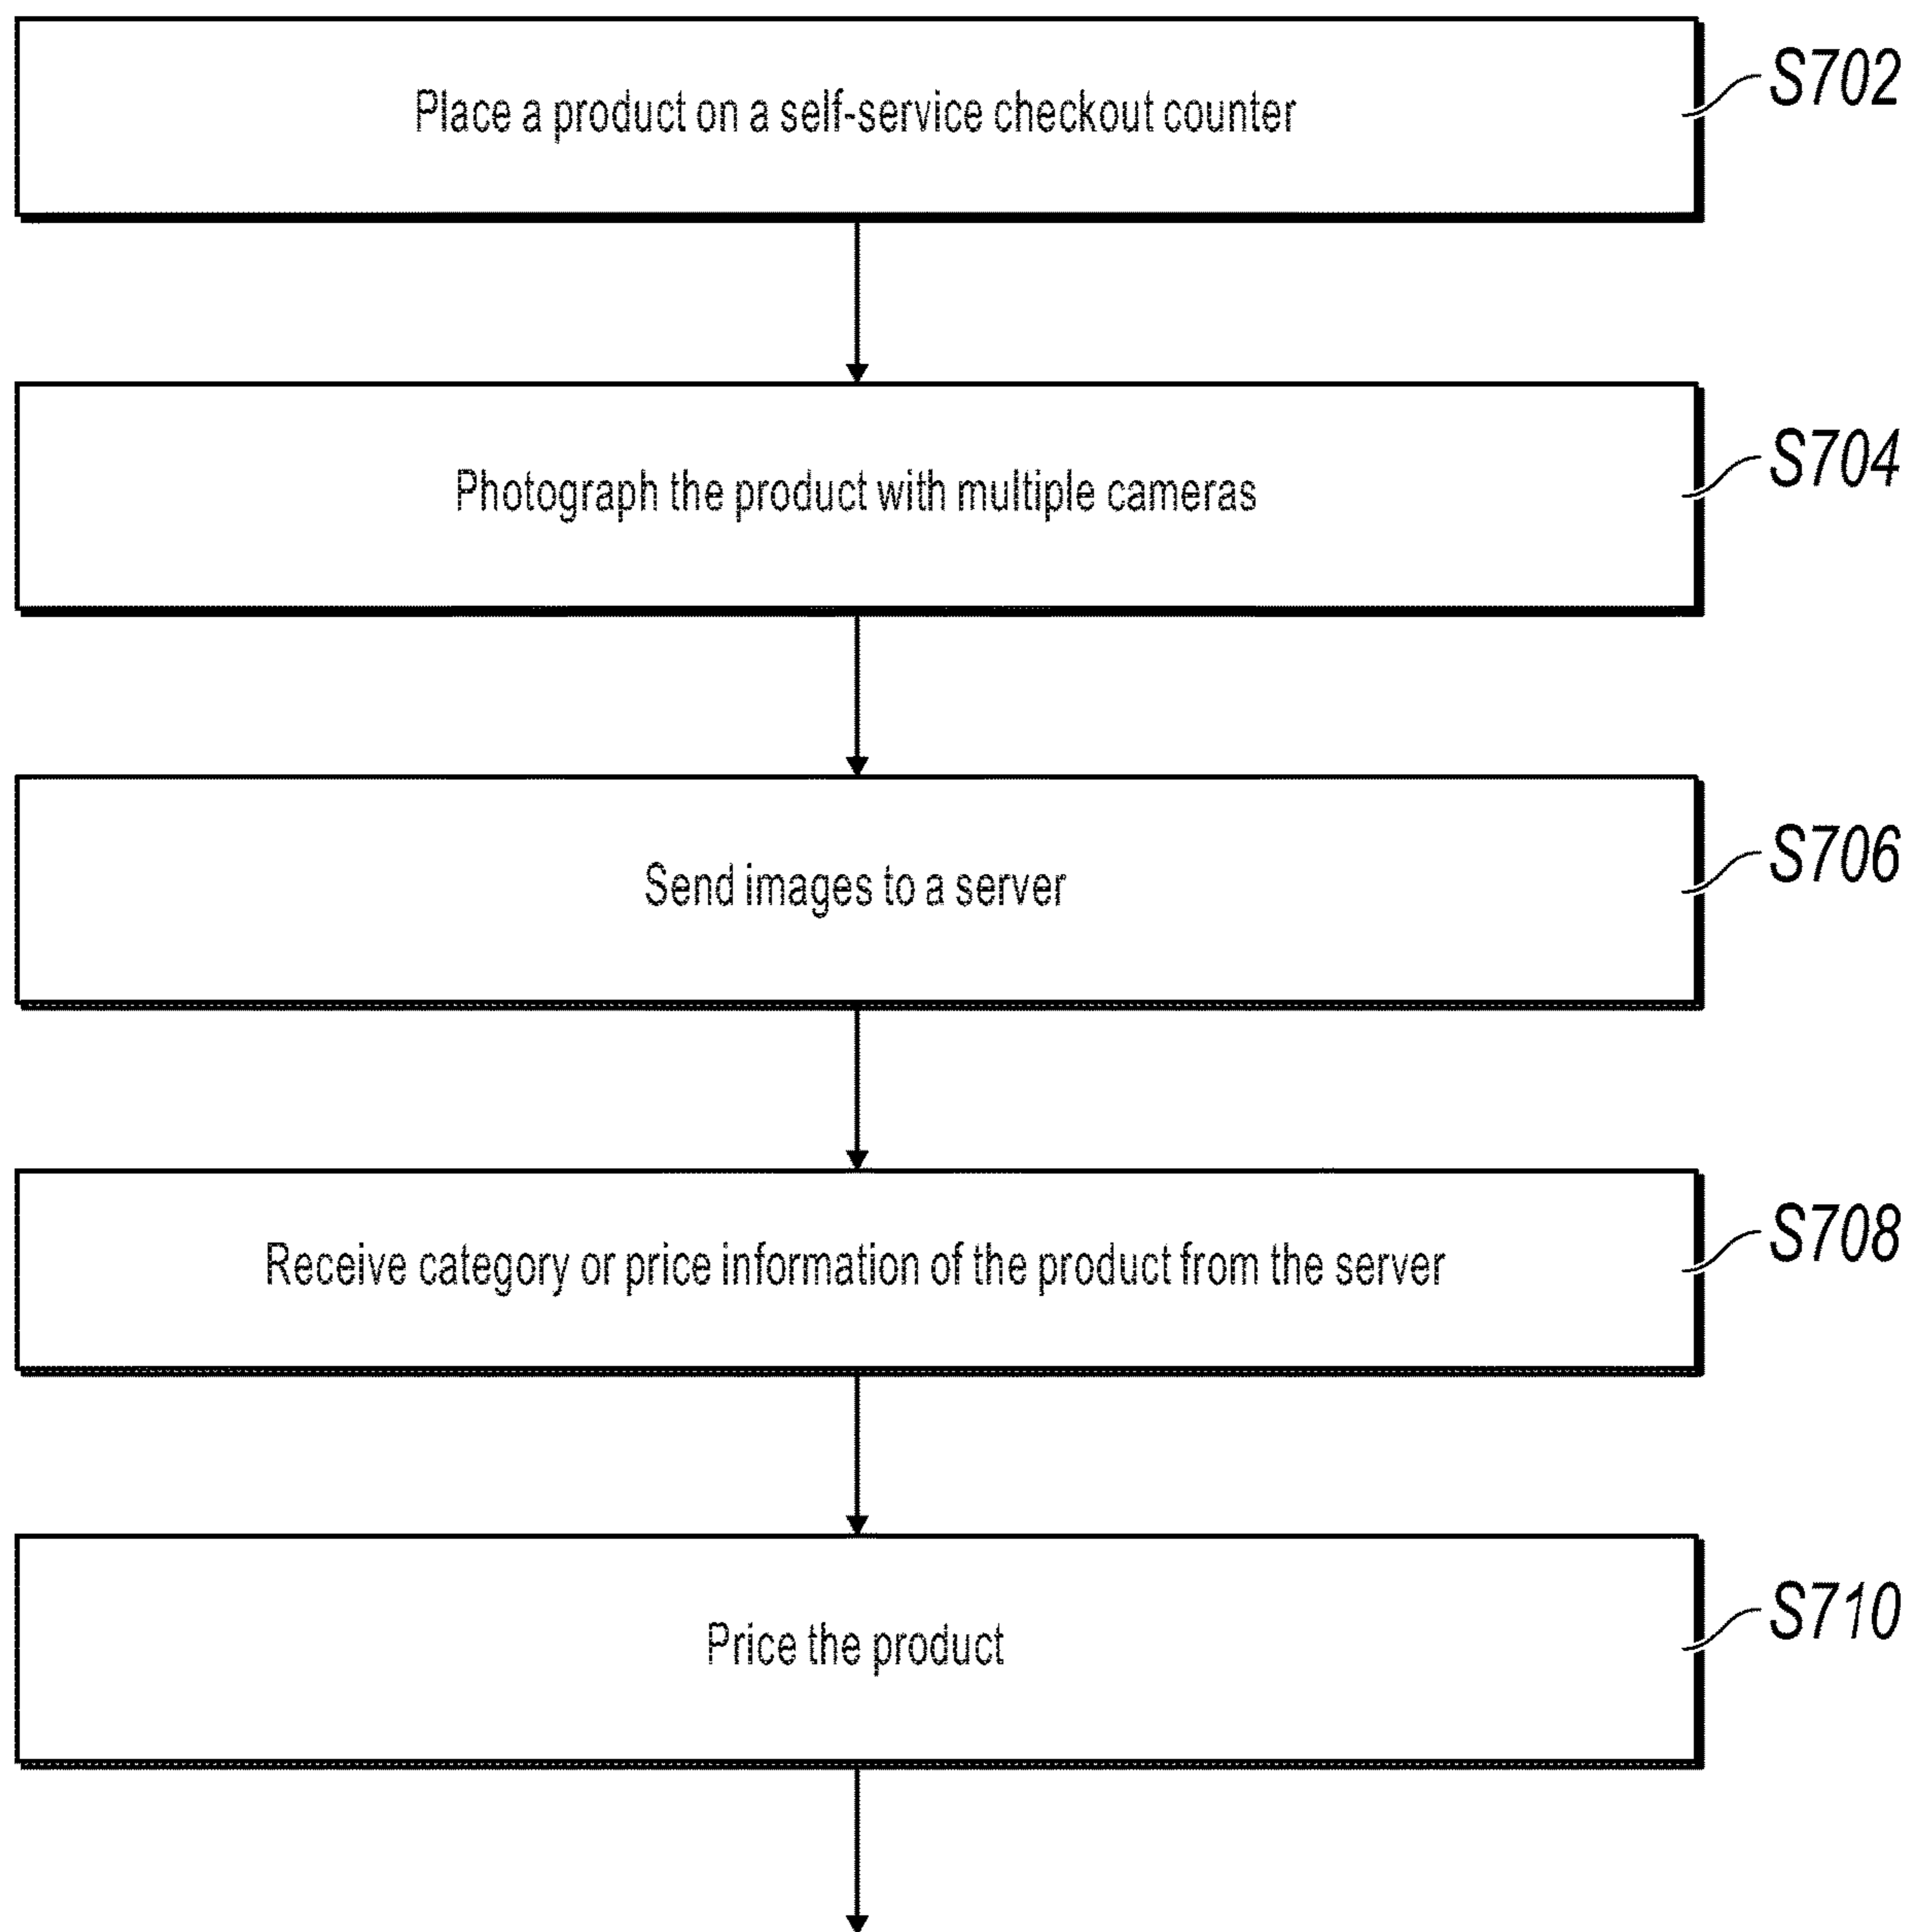 Place a product on a self-service checkout counter
S702
Photograph the product with multiple cameras
S704
Send images to a server
S706
Receive category or price information of the product from the server
S708
Price the product
S710